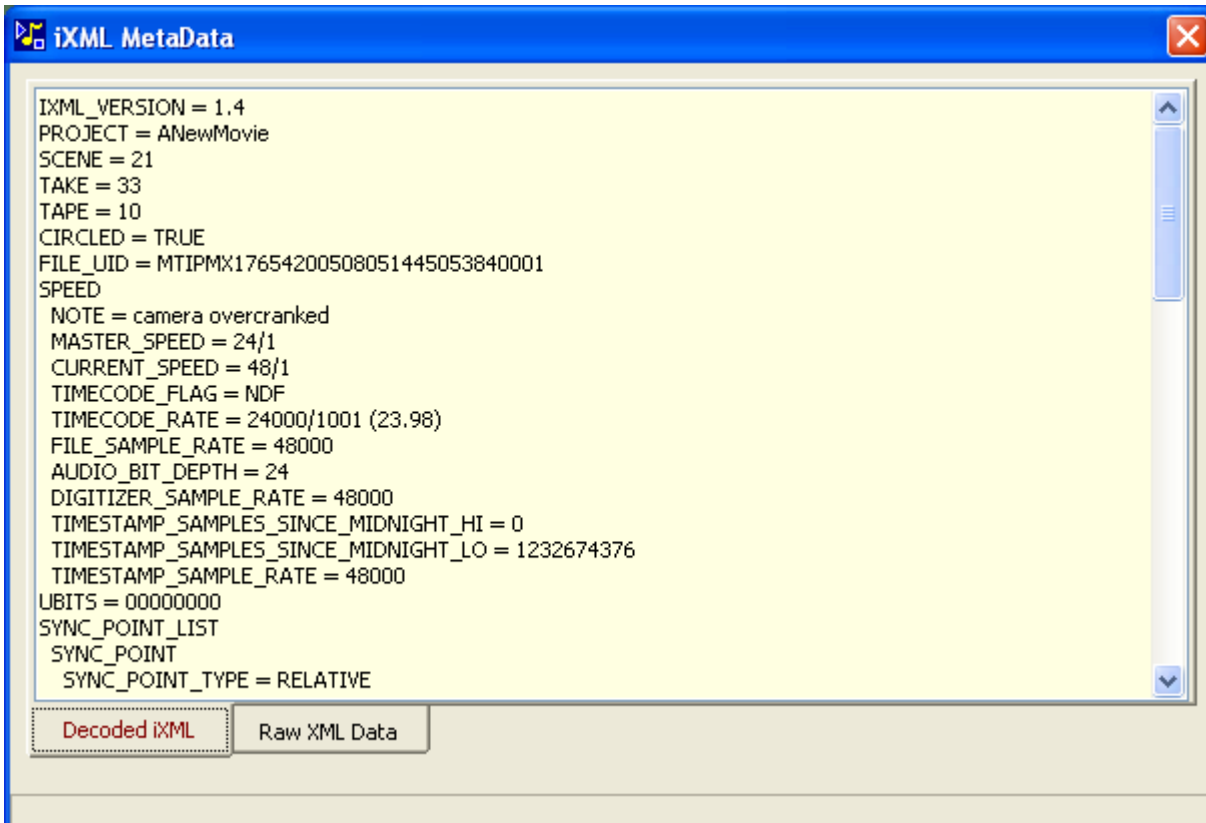 iXML MetaData
IXML_VERSION = 1.4
PROJECT = ANewMovie
SCENE = 21
TAKE = 33
TAPE = 10
CIRCLED = TRUE
FILE_UID = MTIPMX17654200508051445053840001
SPEED
NOTE = camera overcranked
MASTER_SPEED = 24/1
CURRENT_SPEED = 48/1
TIMECODE_FLAG = NDF
TIMECODE_RATE = 24000/1001 (23.98)
FILE_SAMPLE_RATE = 48000
AUDIO_BIT_DEPTH = 24
DIGITIZER_SAMPLE_RATE = 48000
TIMESTAMP_SAMPLES_SINCE_MIDNIGHT_HI = 0
TIMESTAMP_SAMPLES_SINCE_MIDNIGHT_LO = 1232674376
TIMESTAMP_SAMPLE_RATE = 48000
UBITS = 00000000
SYNC_POINT_LIST
SYNC_POINT
SYNC_POINT_TYPE = RELATIVE
Decoded iXML
Raw XML Data